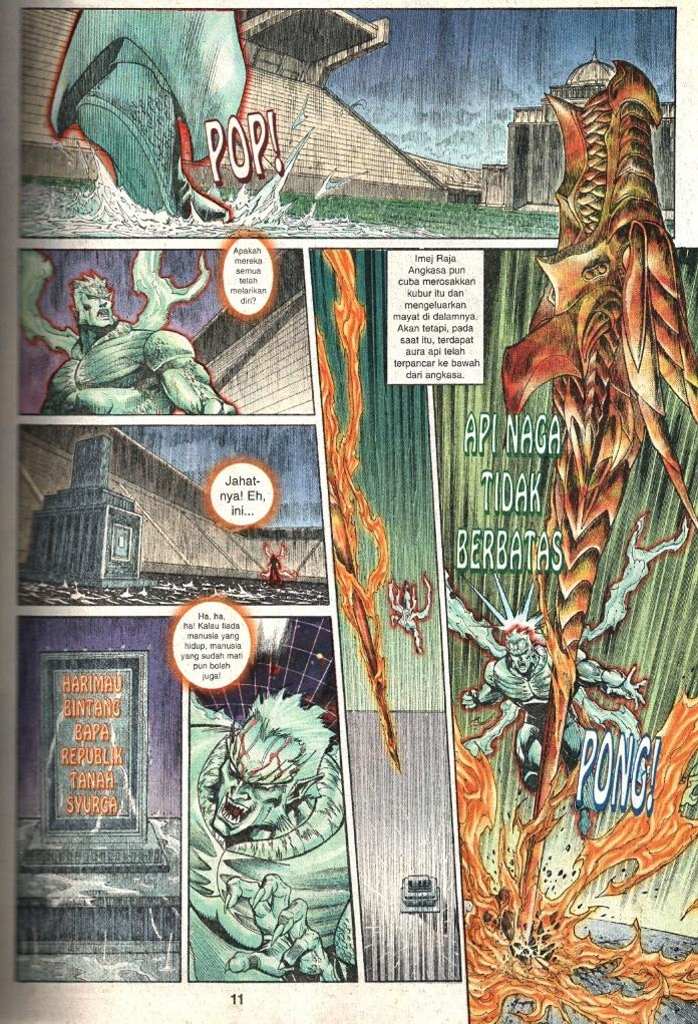 POP!
Apakah
mereka
semua
telah
melarikan
diri?
Imej Raja
Angkasa pun
cuba merosakkan
kubur itu dan
mengeluarkan
mayat di dalamnya.
Akan tetapi, pada
saat itu, terdapat
aura api telah
terpancar ke bawah
dari angkasa.
Jahat-
nya! Eh,
ini...
HARIMAU
BINTANG
BAPA
REPUBLIK
TANAH
SYURGA
Ha, ha,
ha! Kalau tiada
manusia yang
hidup, manusia
yang sudah mati
pun boleh
juga!
API NAGA
TIDAK
BERBATAS
PONG!
11